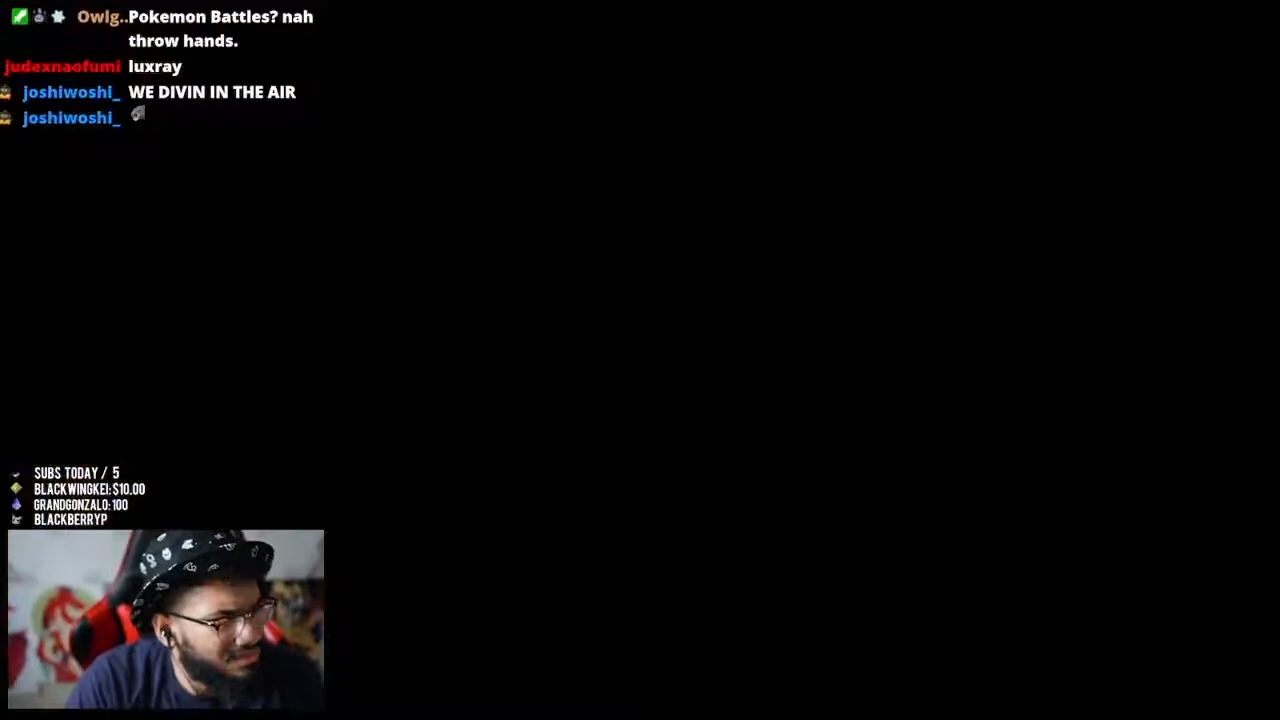 Owlg..Pokemon Battles? nah
throw hands.
judexnaofumi luxray
joshiwoshi_ WE DIVIN IN THE AIR
joshiwoshi_
SUBS TODAY / 5
BLACKWINGKEI: $10.00
GRANDGONZALO: 100
BLACKBERRYP